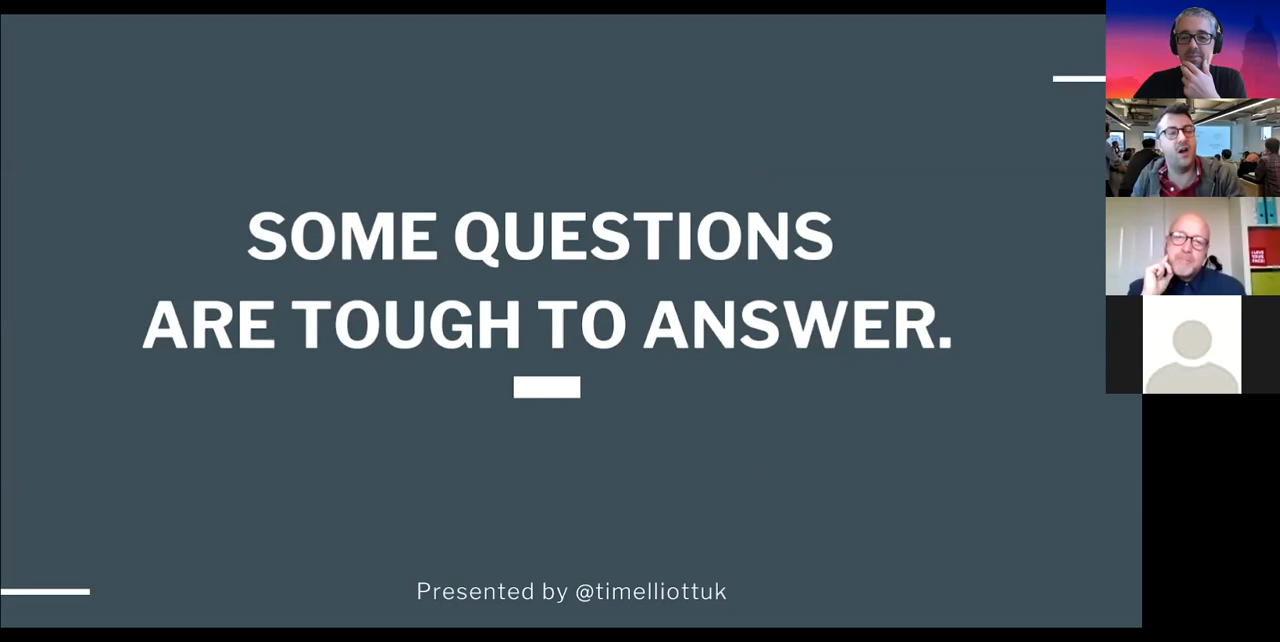 SOME QUESTIONS
ARE TOUGH TO ANSWER.
Presented by @timelliottuk